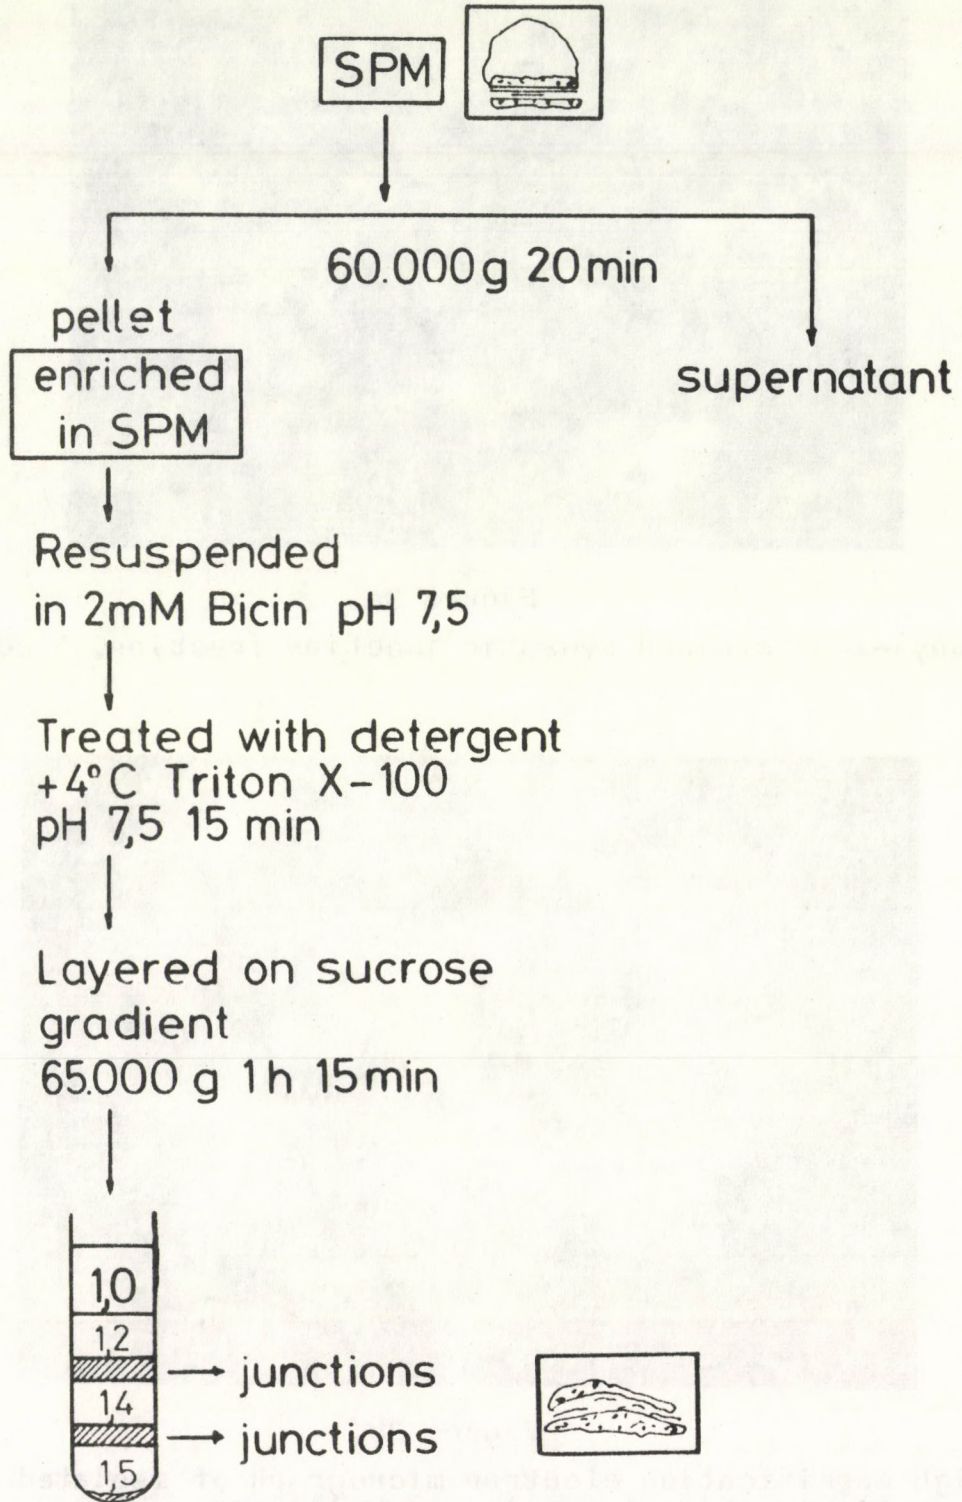 SPM
60.000g 20min
pellet
enriched
in SPM
supernatant
Resuspended
in 2mM Bicin pH 7,5
Treated with detergent
+4°C Triton X-100
pH 7,5 15 min
Layered on sucrose
gradient
65.000 g 1h 15min
1,0
1,2
junctions
1,4
junctions
1,5